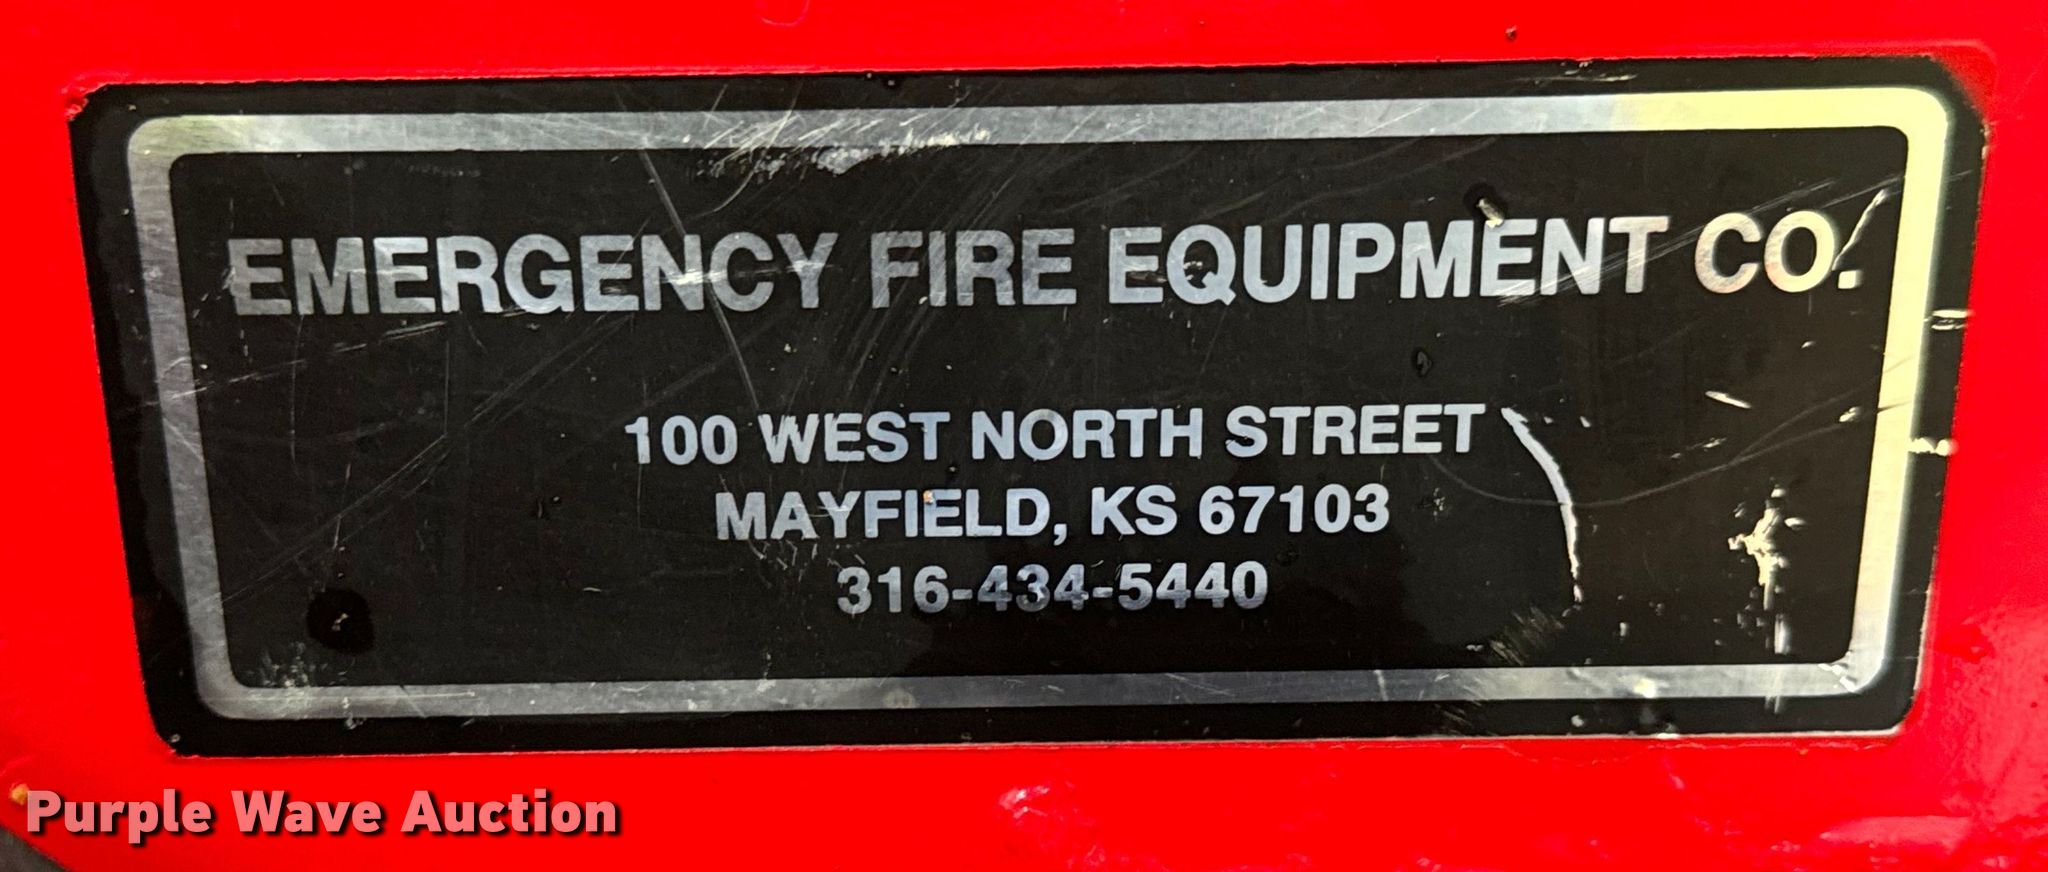 EMERGENCY FIRE EQUIPMENT CO.
100 WEST NORTH STREET
MAYFIELD, KS 67103
316-434-5440
Purple Wave Auction